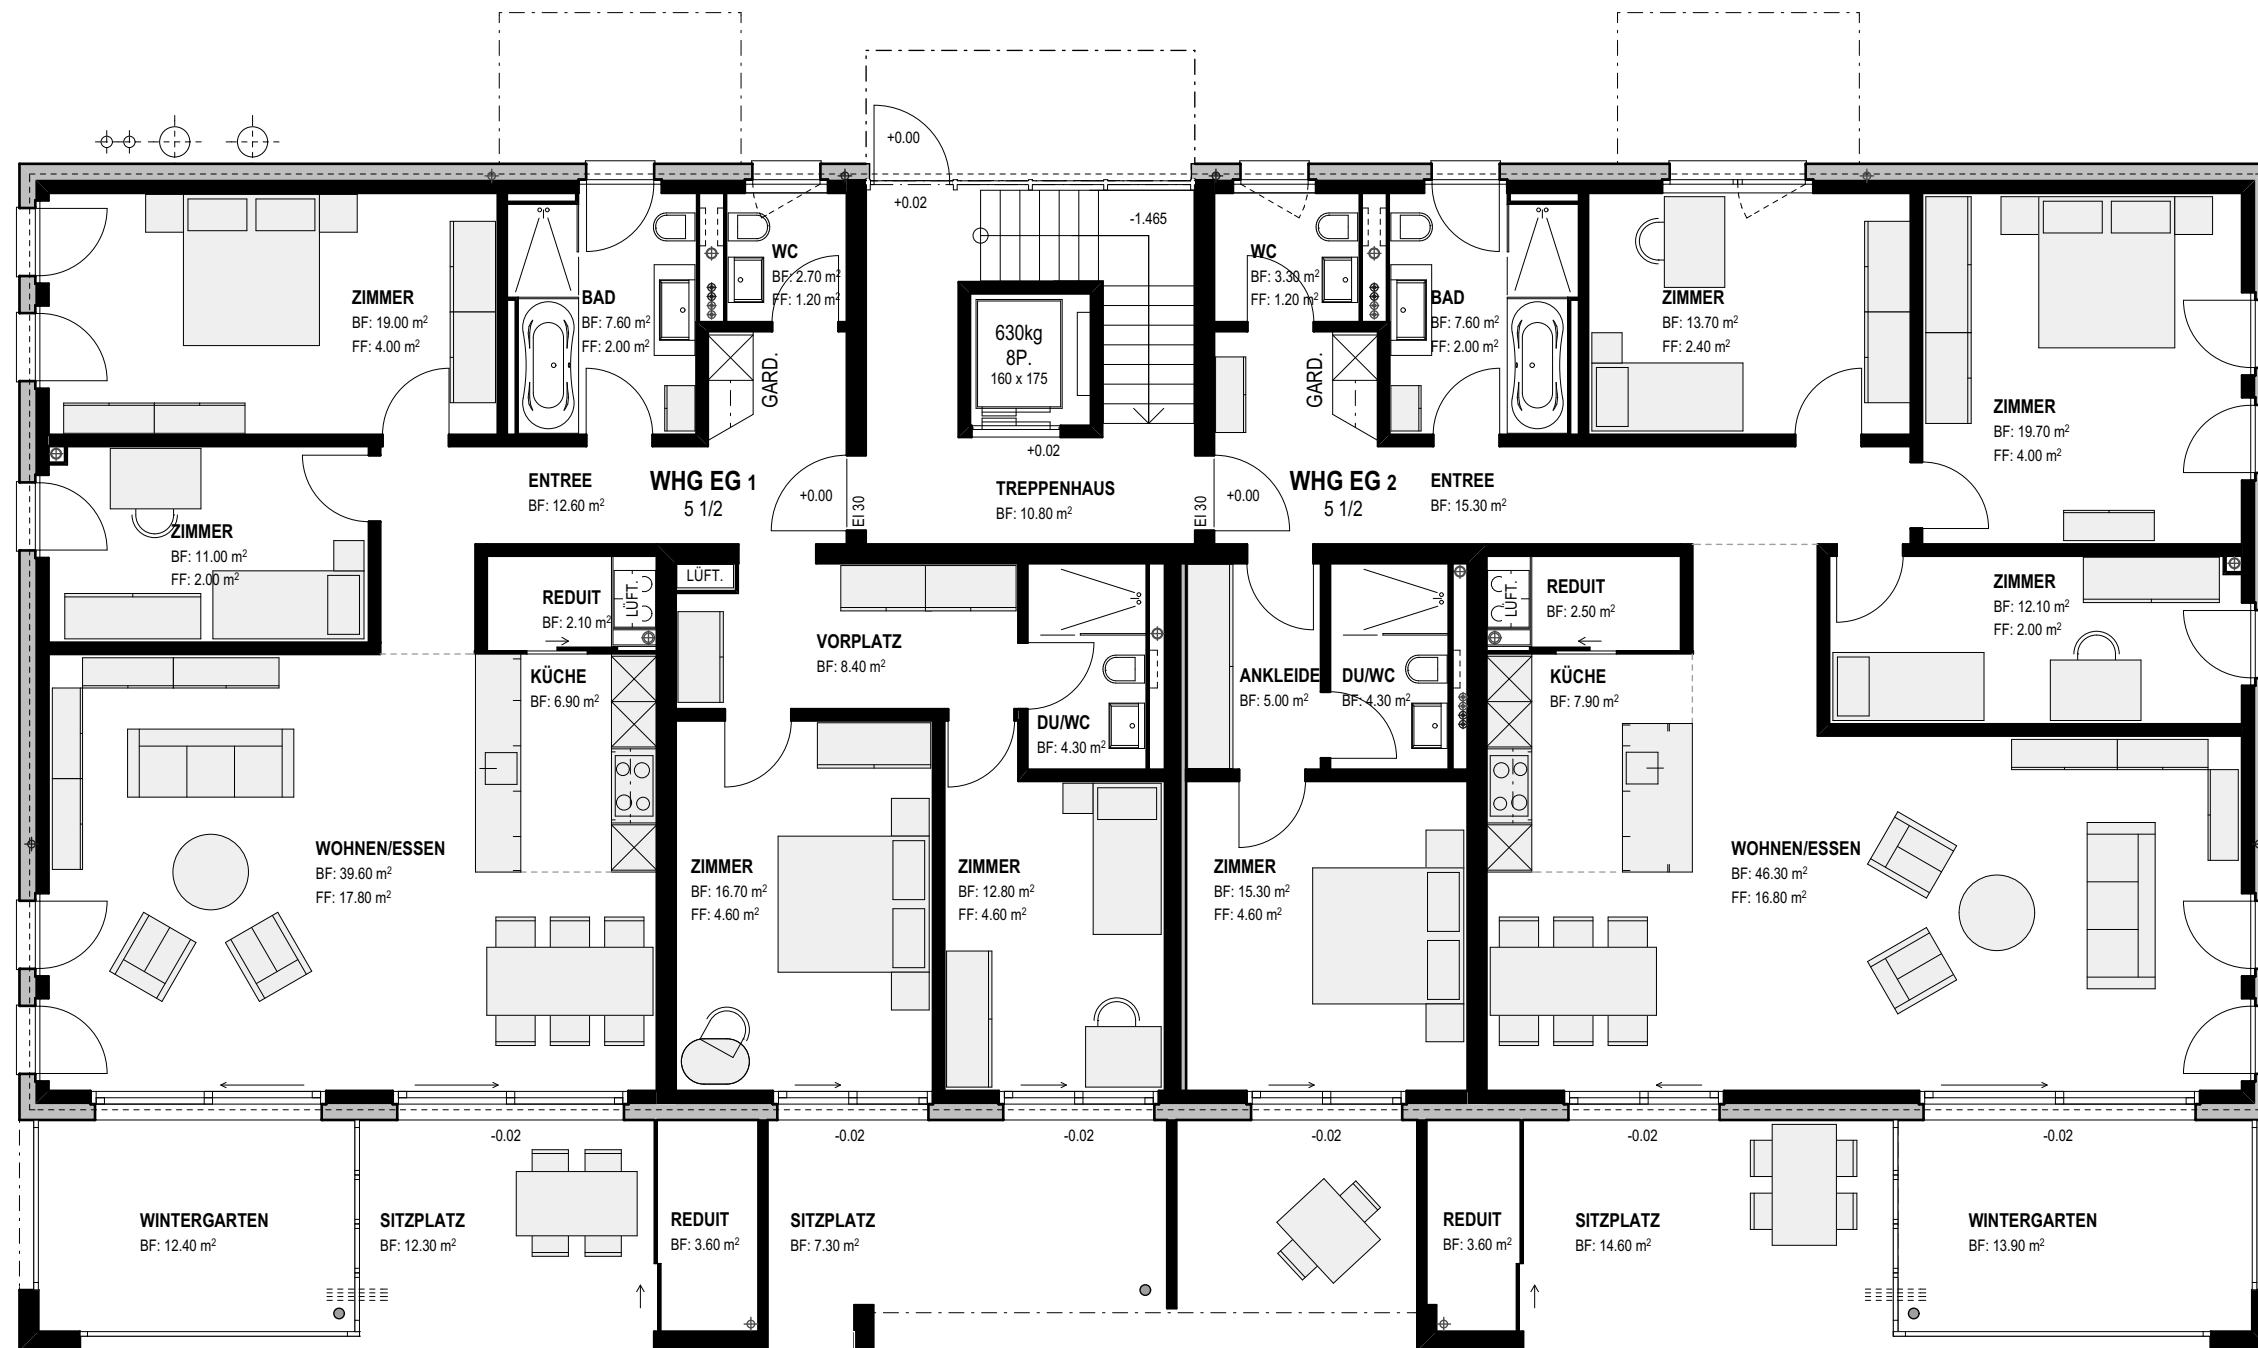 +0.00
+0.02
-1.465
WC
BF: 2.70 m²
FF: 1.20 m²
WC
BF: 3.30 m²
FF: 1.20 m²
ZIMMER
BF: 19.00 m²
FF: 4.00 m²
BAD
BF: 7.60 m²
FF: 2.00 m²
GARD.
630kg
8P.
160 x 175
+0.02
GARD.
BAD
BF: 7.60 m²
FF: 2.00 m²
ZIMMER
BF: 13.70 m²
FF: 2.40 m²
ZIMMER
BF: 19.70 m²
FF: 4.00 m²
ENTREE
BF: 12.60 m²
WHG EG 1
5 1/2
+0.00
EI 30
TREPPENHAUS
BF: 10.80 m²
EI 30
+0.00
WHG EG 2
5 1/2
ENTREE
BF: 15.30 m²
ZIMMER
BF: 11.00 m²
FF: 2.00 m²
REDUIT
BF: 2.10 m²
LÜFT.
LÜFT.
VORPLATZ
BF: 8.40 m²
LÜFT.
REDUIT
BF: 2.50 m²
ZIMMER
BF: 12.10 m²
FF: 2.00 m²
KÜCHE
BF: 6.90 m²
DU/WC
BF: 4.30 m²
ANKLEIDE
BF: 5.00 m²
DU/WC
BF: 4.30 m²
KÜCHE
BF: 7.90 m²
WOHNEN/ESSEN
BF: 39.60 m²
FF: 17.80 m²
ZIMMER
BF: 16.70 m²
FF: 4.60 m²
ZIMMER
BF: 12.80 m²
FF: 4.60 m²
ZIMMER
BF: 15.30 m²
FF: 4.60 m²
WOHNEN/ESSEN
BF: 46.30 m²
FF: 16.80 m²
-0.02
-0.02
-0.02
-0.02
-0.02
-0.02
WINTERGARTEN
BF: 12.40 m²
SITZPLATZ
BF: 12.30 m²
REDUIT
BF: 3.60 m²
SITZPLATZ
BF: 7.30 m²
REDUIT
BF: 3.60 m²
SITZPLATZ
BF: 14.60 m²
WINTERGARTEN
BF: 13.90 m²